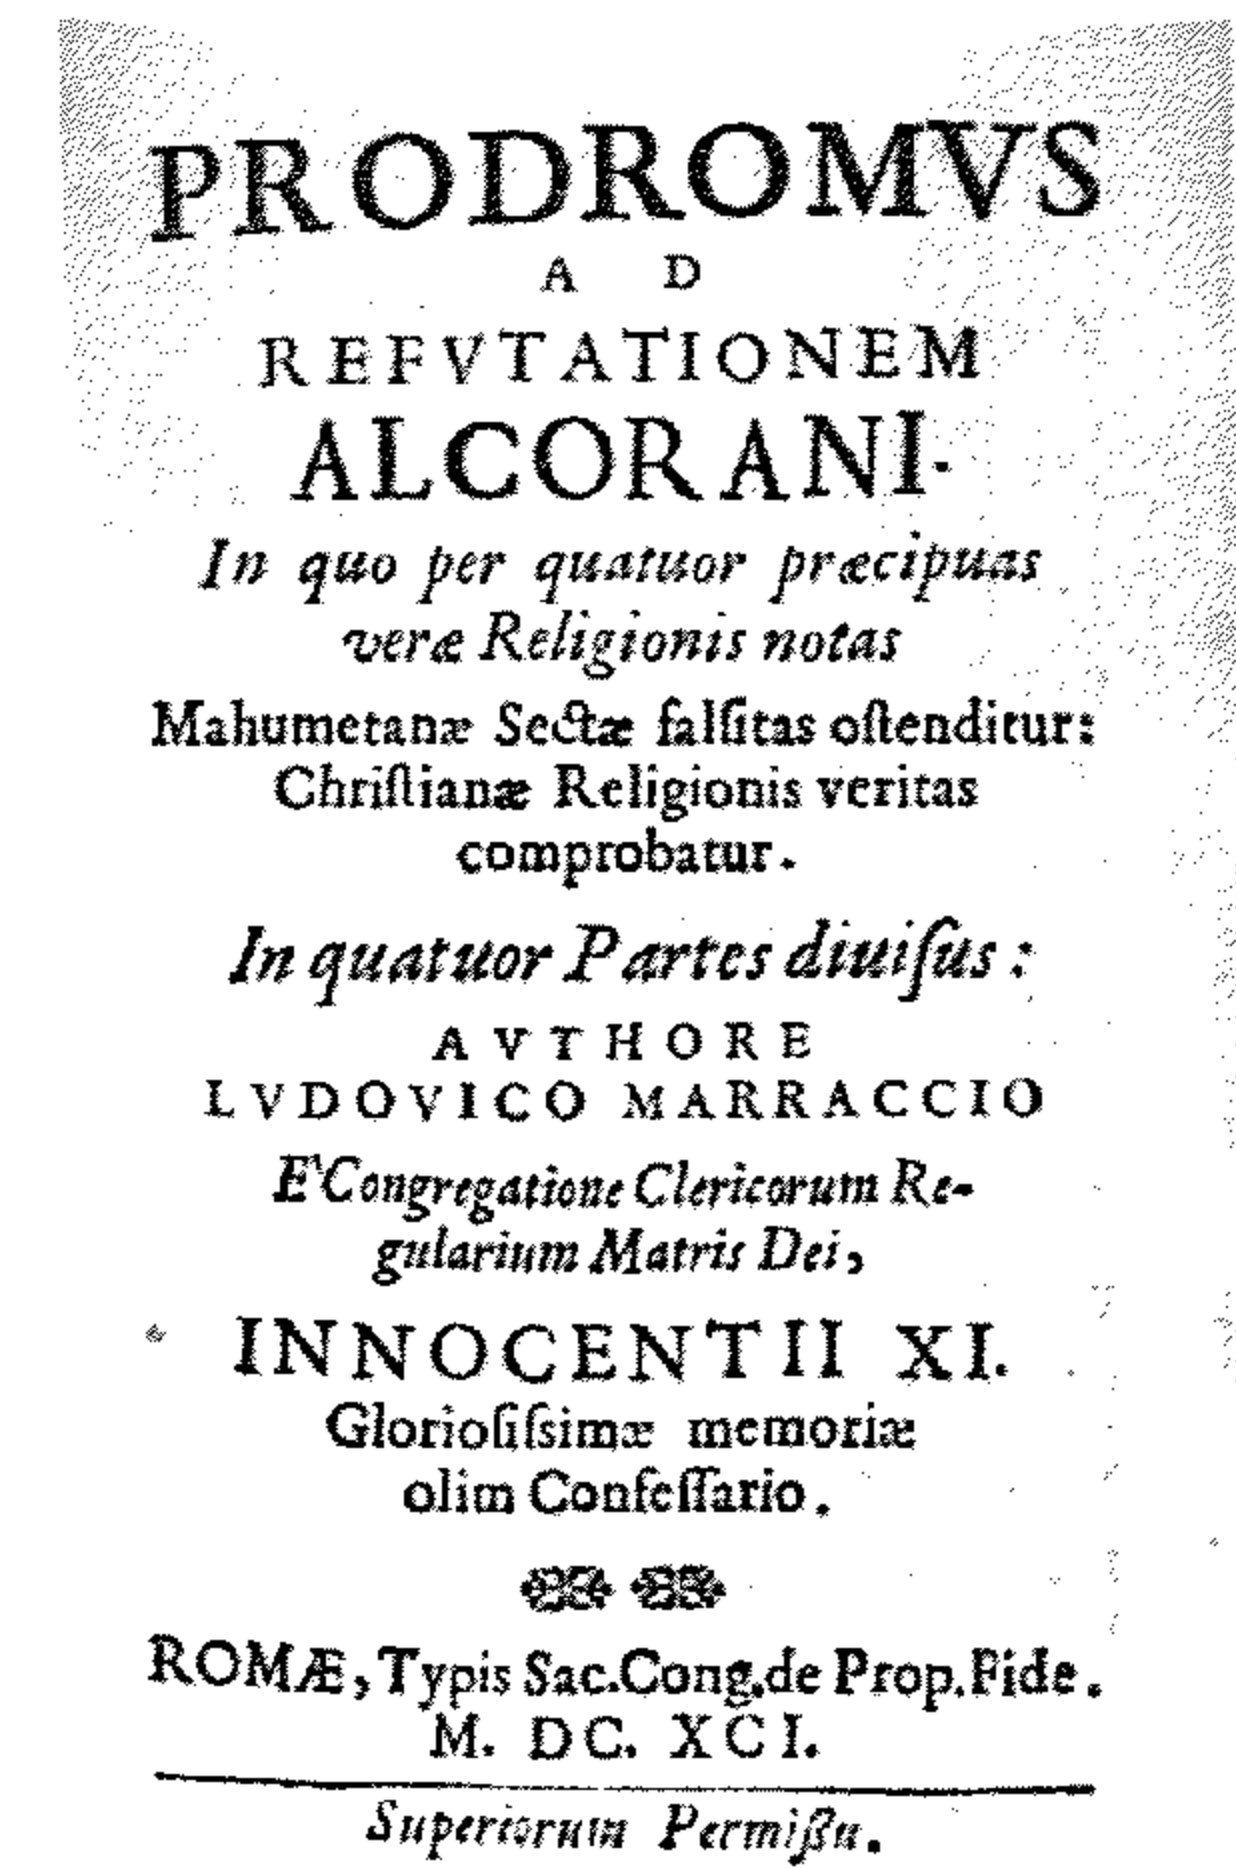 PRODROMVS
AD
REFVTATIONEM
ALCORANI.
In quo per quatuor præcipuas
veræ Religionis notas
Mahumetanæ Sectæ falſitas oſtenditur:
Chriſtianæ Religionis veritas
comprobatur.
In quatuor Partes diuiſus:
AVTHORE
LVDOVICO MARRACCIO
E' Congregatione Clericorum Re-
gularium Matris Dei,
INNOCENTII XI.
Glorioſiſsimæ memoriæ
olim Confeſſario.
ROMÆ, Typis Sac. Cong. de Prop. Fide.
M. DC. XCI.
Superiorum Permiſſu.